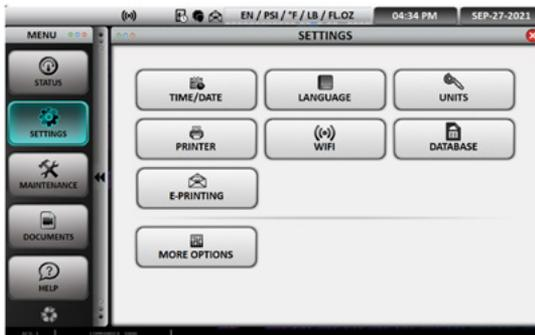 EN / PSI / °F / LB / FL.OZ 04:34 PM SEP-27-2021
MENU
SETTINGS
STATUS
SETTINGS
MAINTENANCE
DOCUMENTS
HELP
TIME/DATE
LANGUAGE
UNITS
PRINTER
WIFI
DATABASE
E-PRINTING
MORE OPTIONS